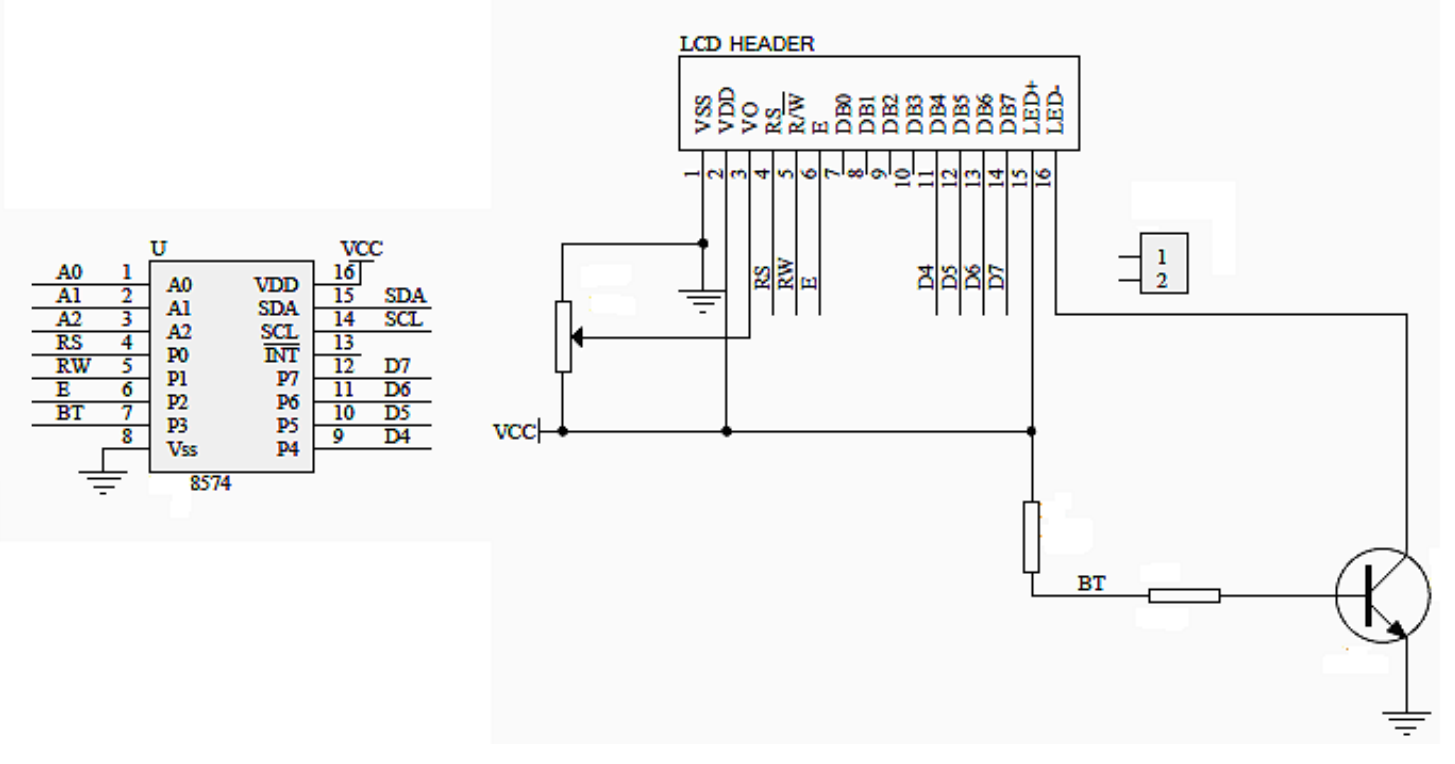 LCD HEADER
VSS
VDD
VO
RS
R/W
E
DB0
DB1
DB2
DB3
DB4
DB5
DB6
DB7
LED+
LED-
1
2
3
4
5
6
7
8
9
10
11
12
13
14
15
16
RS
RW
E
D4
D5
D6
D7
1
2
U
VCC
A0 1 A0 VDD 16
A1 2 A1 SDA 15 SDA
A2 3 A2 SCL 14 SCL
RS 4 P0 INT 13
RW 5 P1 P7 12 D7
E 6 P2 P6 11 D6
BT 7 P3 P5 10 D5
8 Vss P4 9 D4
8574
VCC
BT